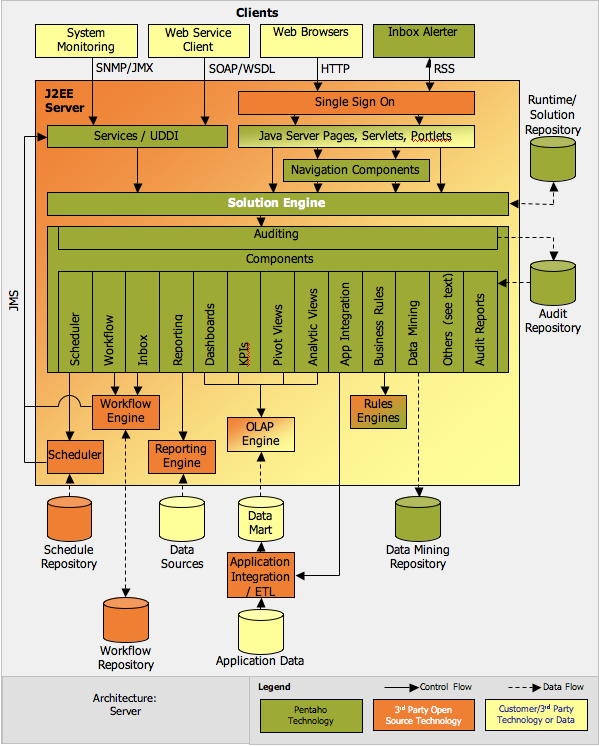 Clients
System Monitoring
Web Service Client
Web Browsers
Inbox Alerter
SNMP/JMX
SOAP/WSDL
HTTP
RSS
J2EE Server
Single Sign On
Runtime/ Solution Repository
Services / UDDI
Java Server Pages, Servlets, Portlets
Navigation Components
Solution Engine
Auditing
Components
Audit Repository
JMS
Scheduler
Workflow
Inbox
Reporting
Dashboards
KPIs
Pivot Views
Analytic Views
App Integration
Business Rules
Data Mining
Others (see text)
Audit Reports
Workflow Engine
Rules Engines
OLAP Engine
Scheduler
Reporting Engine
Schedule Repository
Data Sources
Data Mart
Data Mining Repository
Application Integration / ETL
Workflow Repository
Application Data
Architecture: Server
Legend
Control Flow
Data Flow
Pentaho Technology
3rd Party Open Source Technology
Customer/3rd Party Technology or Data